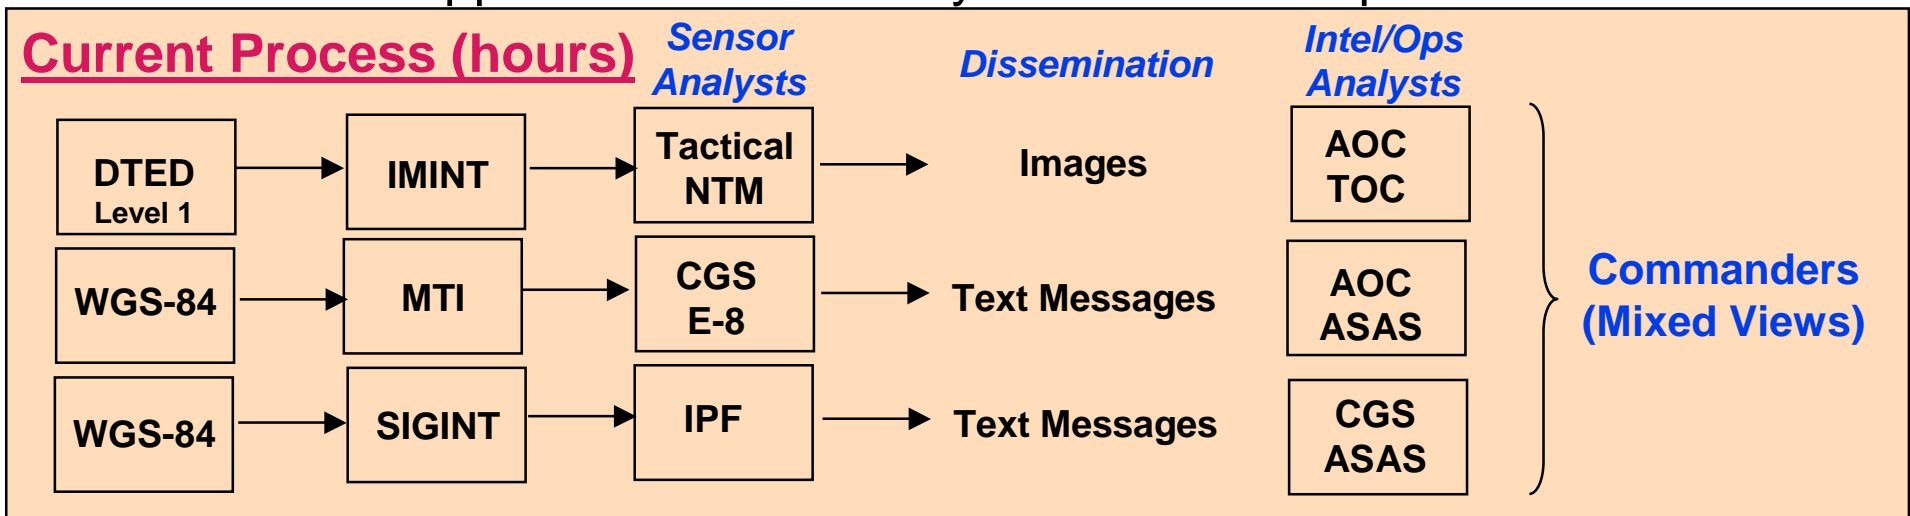 Current Process (hours)
Sensor
Analysts
Dissemination
Intel/Ops
Analysts
DTED
Level 1
IMINT
Tactical
NTM
Images
AOC
TOC
WGS-84
MTI
CGS
E-8
Text Messages
AOC
ASAS
Commanders
(Mixed Views)
WGS-84
SIGINT
IPF
Text Messages
CGS
ASAS